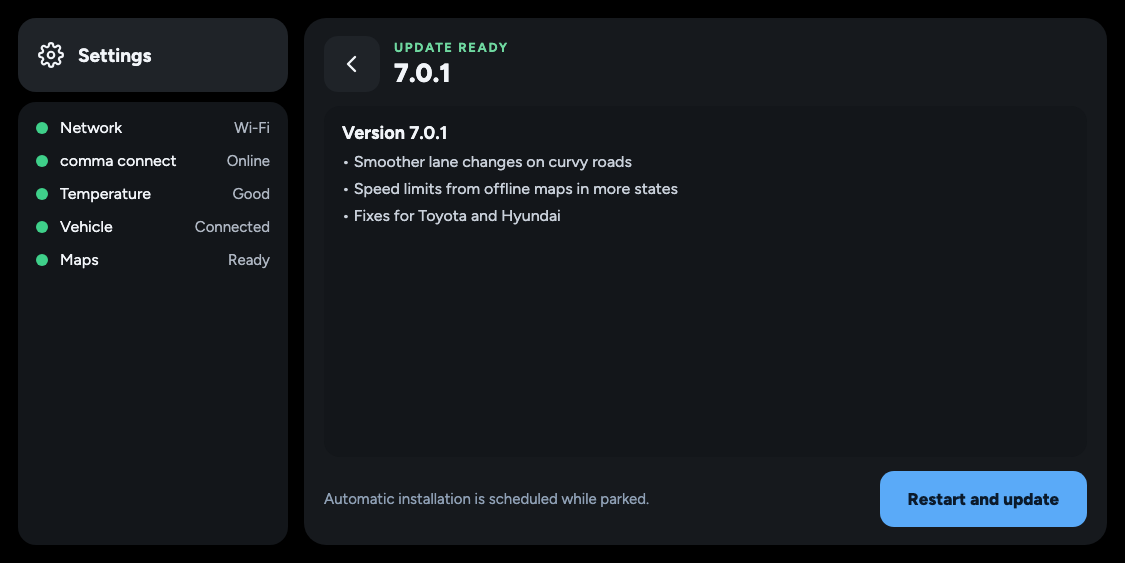 Settings
Network Wi-Fi
comma connect Online
Temperature Good
Vehicle Connected
Maps Ready
UPDATE READY
7.0.1
Version 7.0.1
• Smoother lane changes on curvy roads
• Speed limits from offline maps in more states
• Fixes for Toyota and Hyundai
Automatic installation is scheduled while parked.
Restart and update